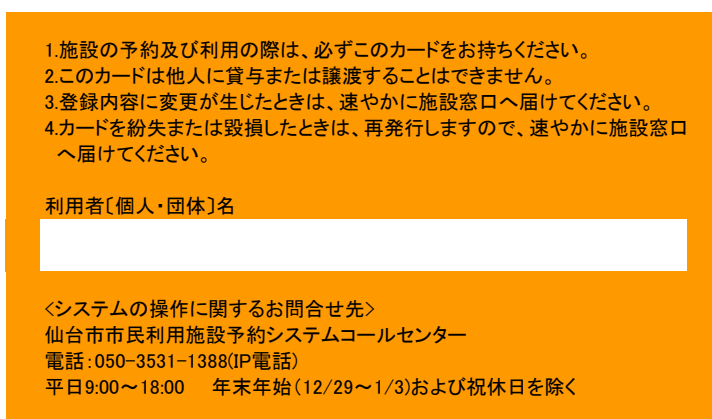 1.施設の予約及び利用の際は、必ずこのカードをお持ちください。
2.このカードは他人に貸与または譲渡することはできません。
3.登録内容に変更が生じたときは、速やかに施設窓口へ届けてください。
4.カードを紛失または毀損したときは、再発行しますので、速やかに施設窓口
へ届けてください。
利用者〔個人・団体〕名
<システムの操作に関するお問合せ先>
仙台市市民利用施設予約システムコールセンター
電話:050-3531-1388(IP電話)
平日9:00～18:00　年末年始(12/29～1/3)および祝休日を除く